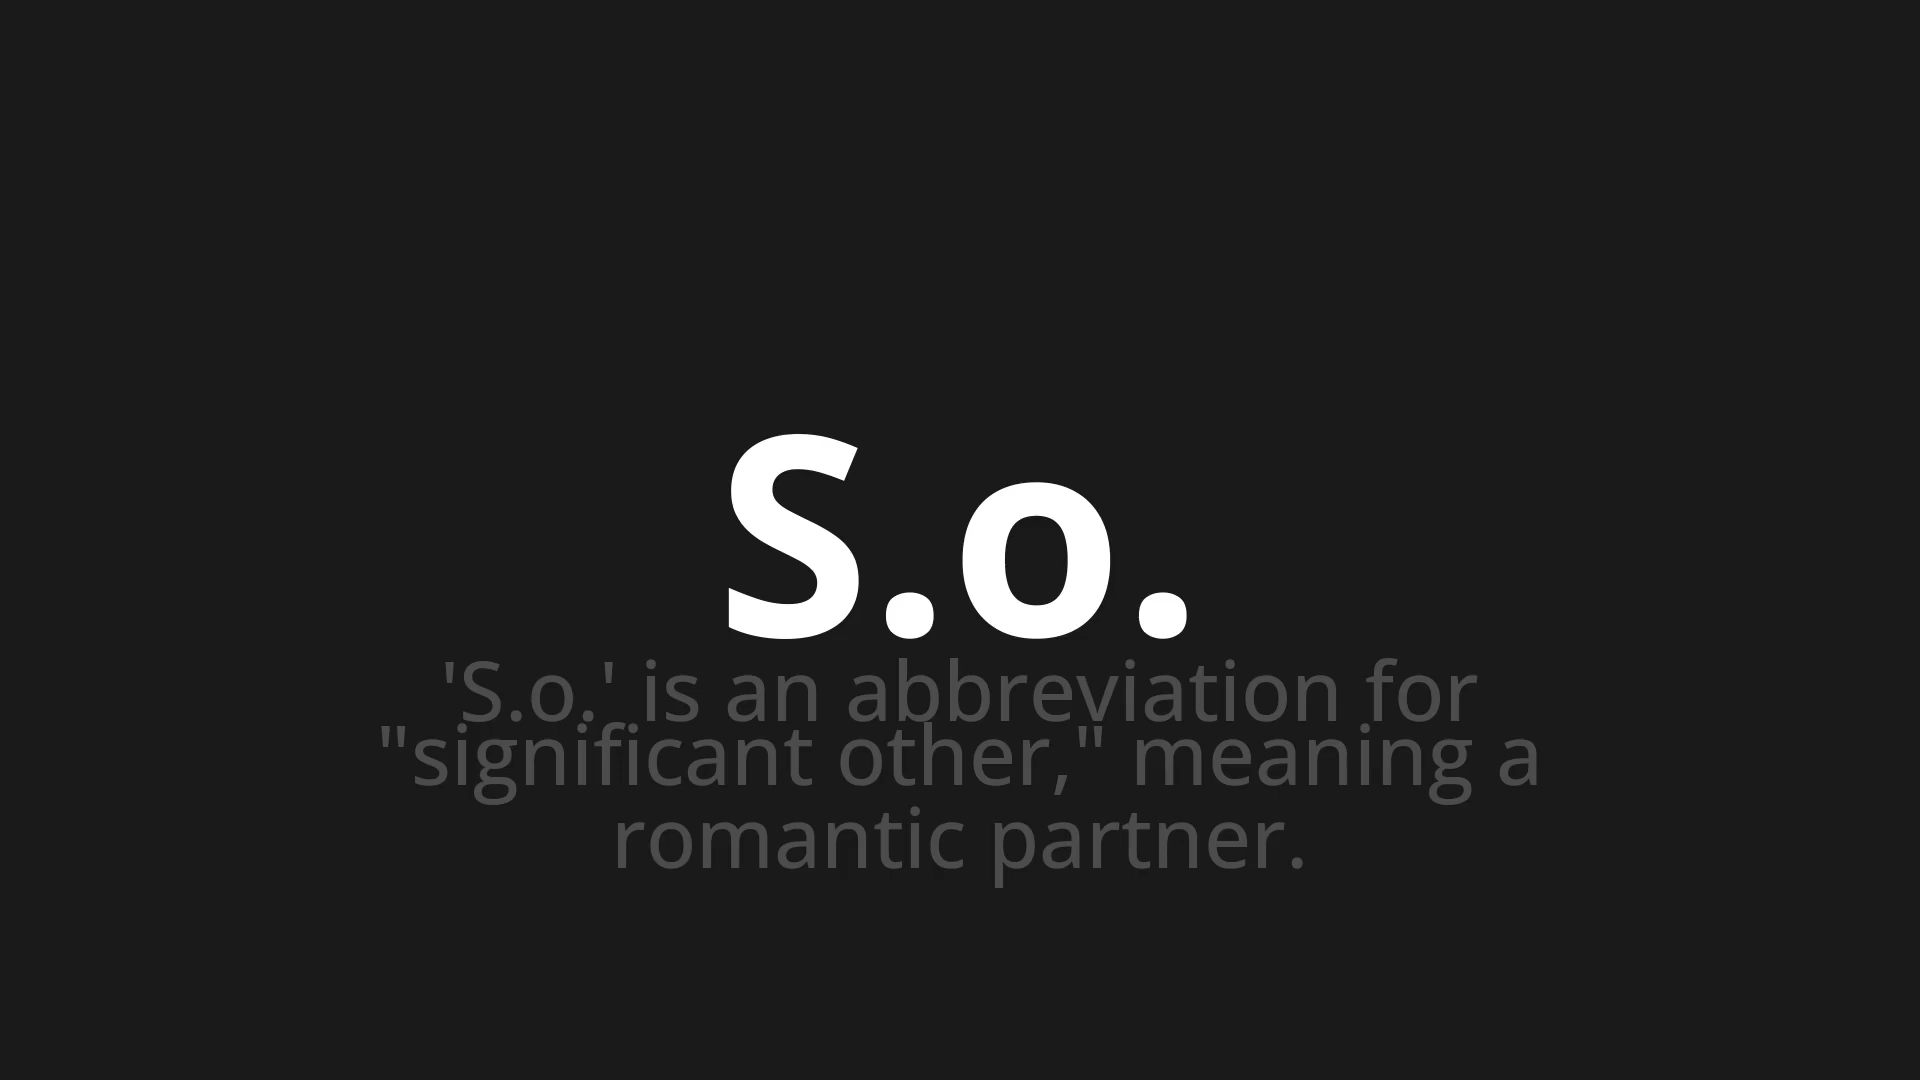 S.o.
'S.o.' is an abbreviation for
"significant other," meaning a
romantic partner.